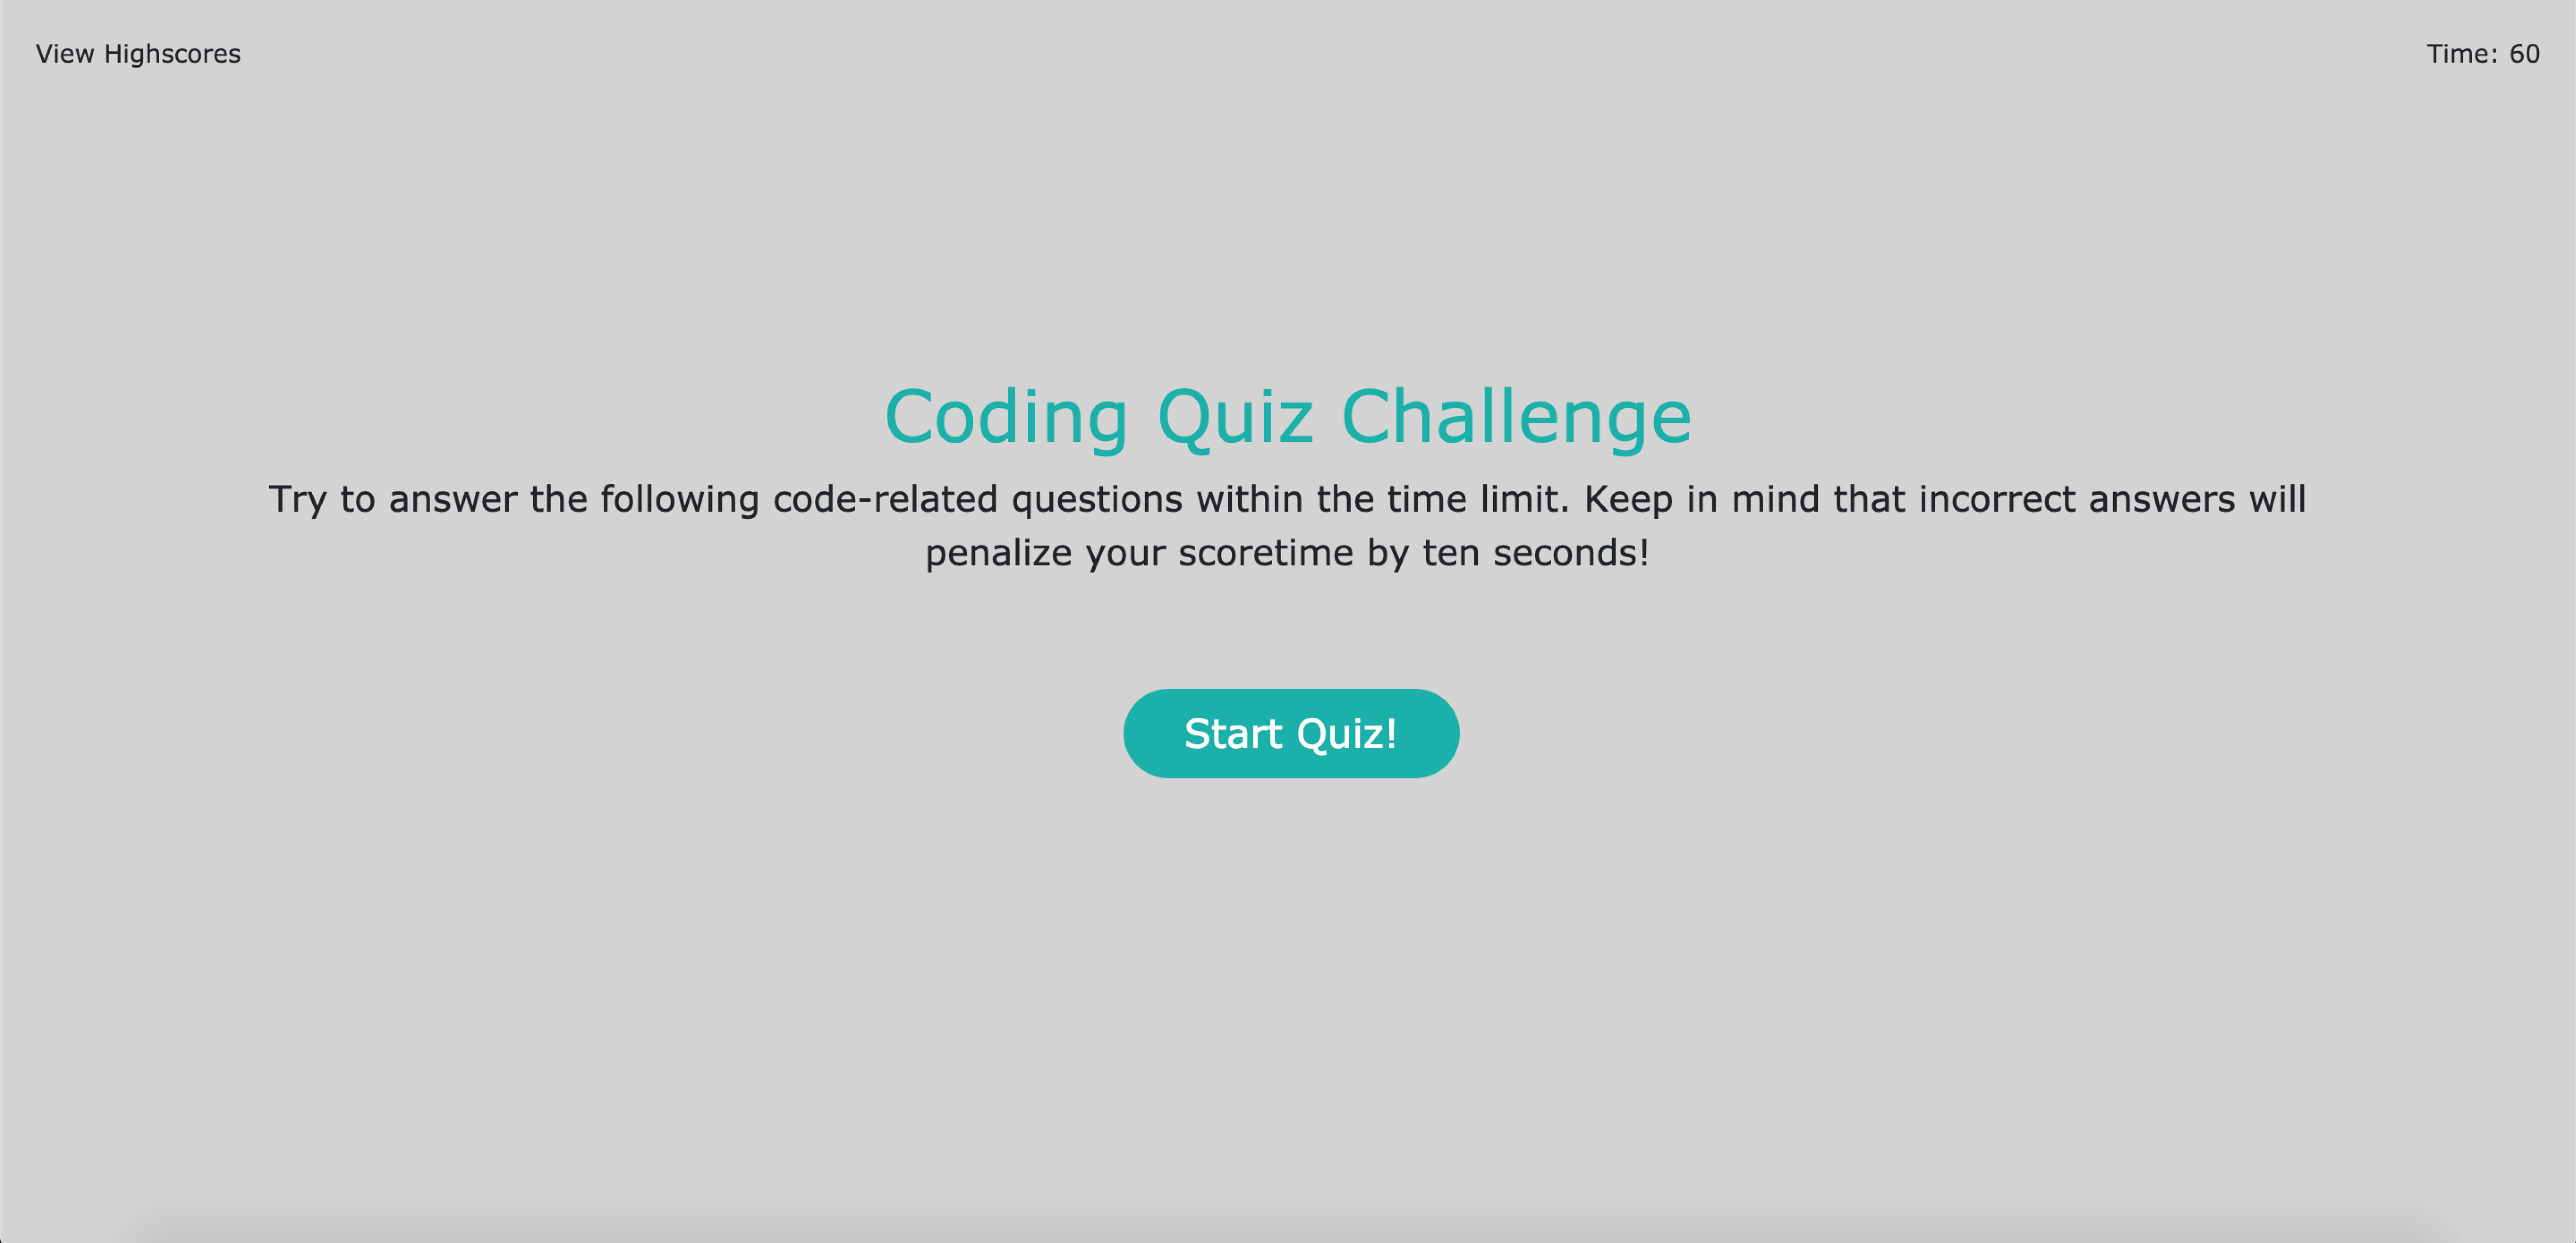 View Highscores
Time: 60
Coding Quiz Challenge
Try to answer the following code-related questions within the time limit. Keep in mind that incorrect answers will
penalize your scoretime by ten seconds!
Start Quiz!